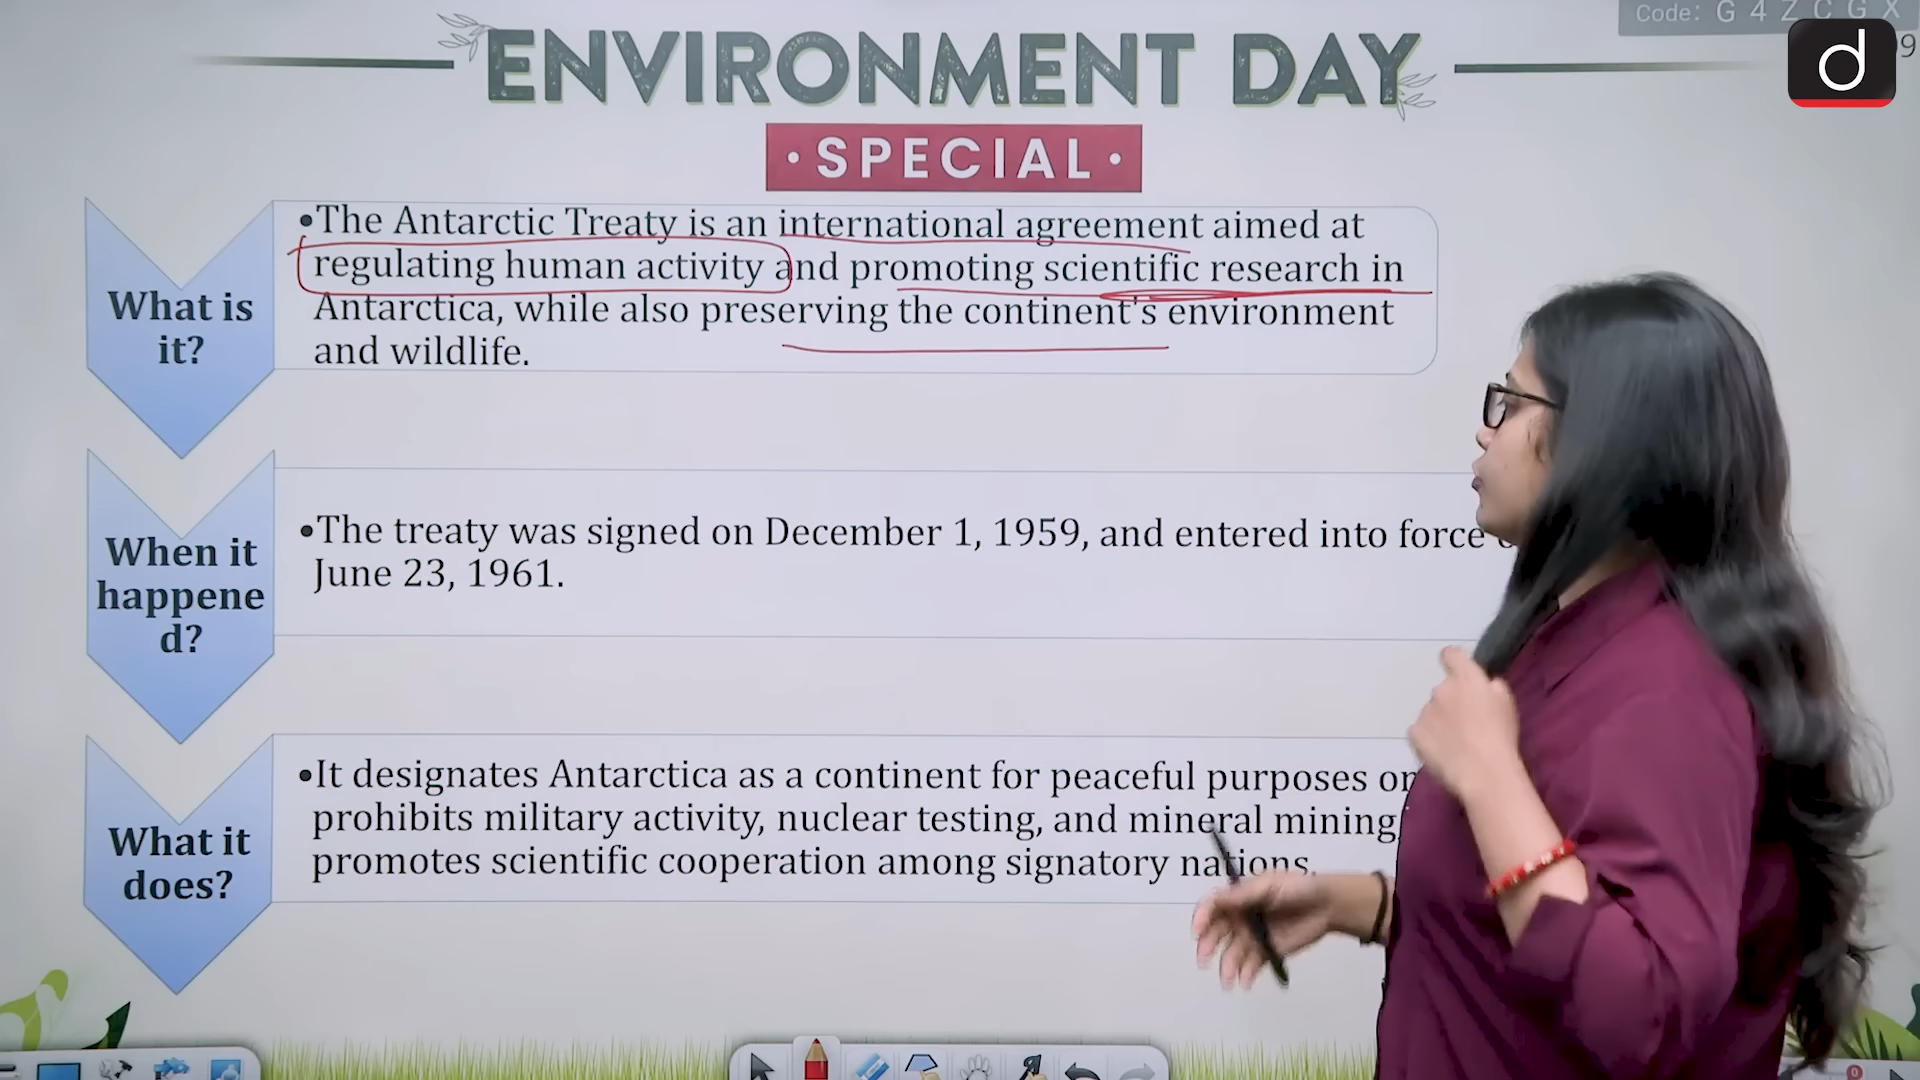 Code: G 4 Z C G X
d
9
ENVIRONMENT DAY
• SPECIAL •
What is
it?
•The Antarctic Treaty is an international agreement aimed at
regulating human activity and promoting scientific research in
Antarctica, while also preserving the continent's environment
and wildlife.
When it
happene
d?
•The treaty was signed on December 1, 1959, and entered into force
June 23, 1961.
What it
does?
•It designates Antarctica as a continent for peaceful purposes
prohibits military activity, nuclear testing, and mineral mining,
promotes scientific cooperation among signatory nations.
0